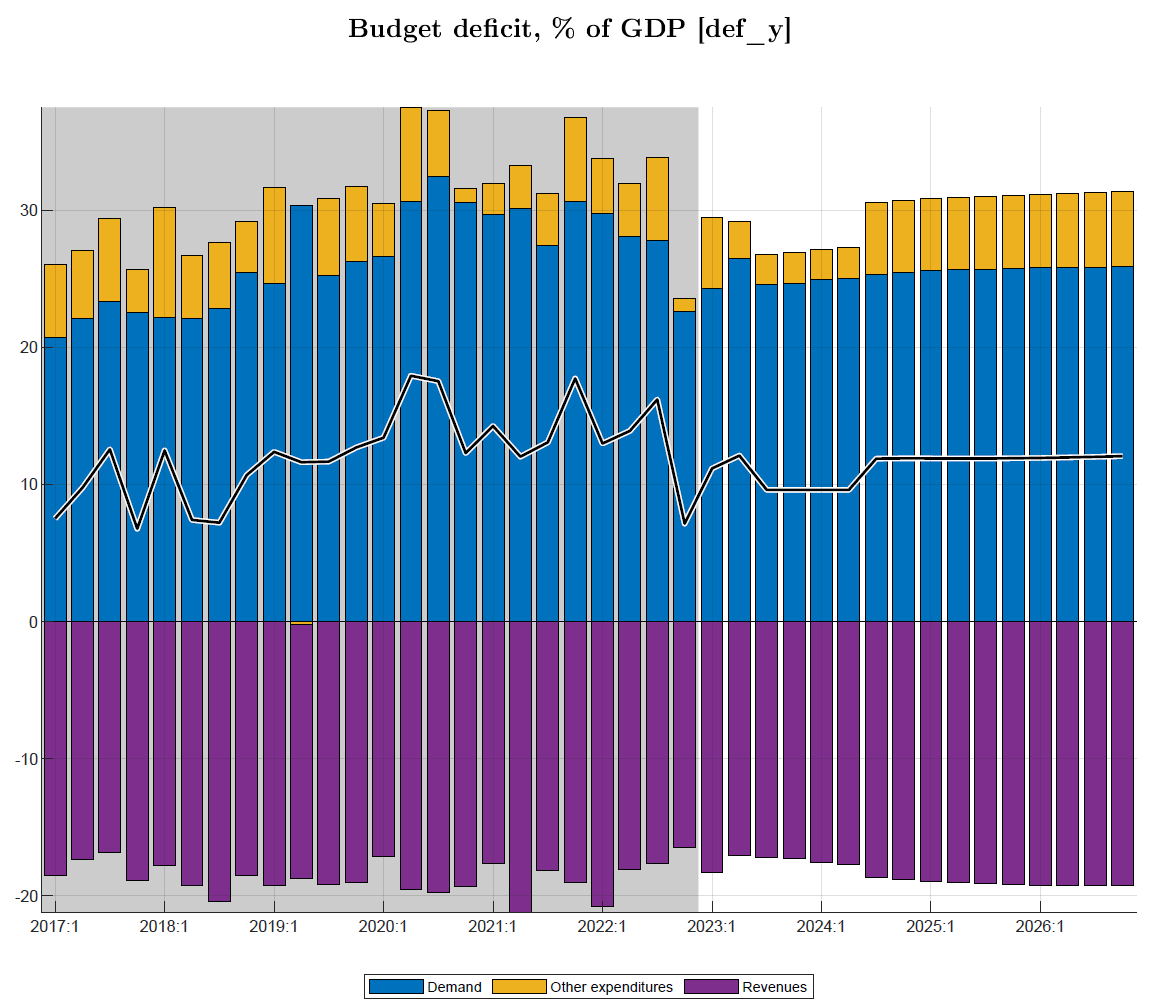 Budget deficit, % of GDP [def_y]
30
20
10
0
-10
-20
2017:1 2018:1 2019:1 2020:1 2021:1 2022:1 2023:1 2024:1 2025:1 2026:1
Demand Other expenditures Revenues